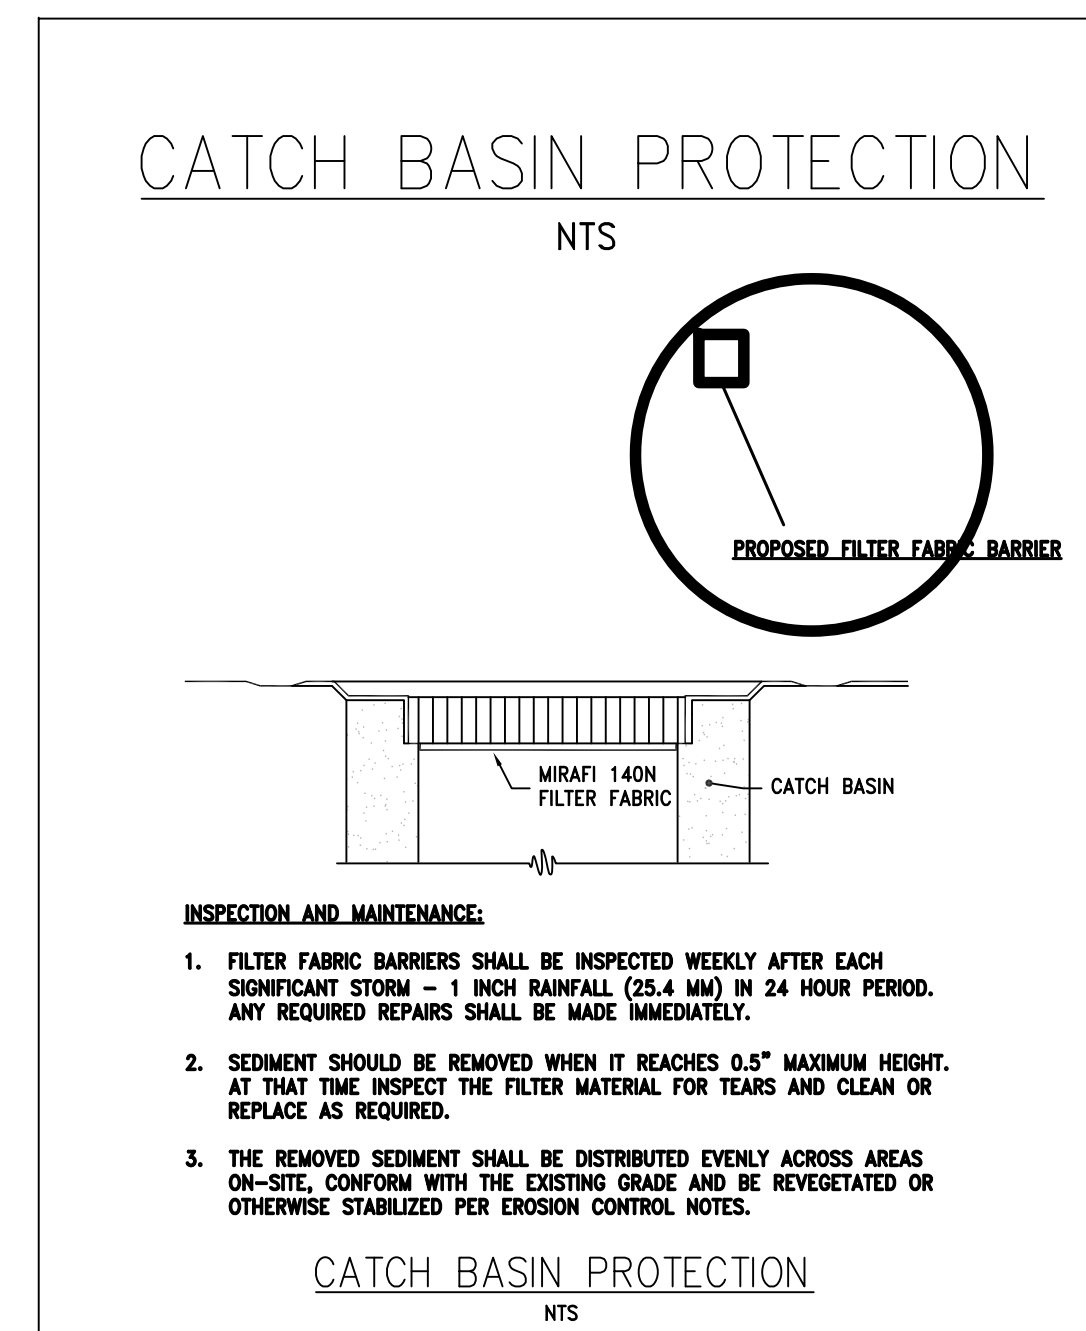 CATCH BASIN PROTECTION
NTS
PROPOSED FILTER FABRIC BARRIER
MIRAFI 140N
FILTER FABRIC
CATCH BASIN
INSPECTION AND MAINTENANCE:
1. FILTER FABRIC BARRIERS SHALL BE INSPECTED WEEKLY AFTER EACH
SIGNIFICANT STORM – 1 INCH RAINFALL (25.4 MM) IN 24 HOUR PERIOD.
ANY REQUIRED REPAIRS SHALL BE MADE IMMEDIATELY.
2. SEDIMENT SHOULD BE REMOVED WHEN IT REACHES 0.5" MAXIMUM HEIGHT.
AT THAT TIME INSPECT THE FILTER MATERIAL FOR TEARS AND CLEAN OR
REPLACE AS REQUIRED.
3. THE REMOVED SEDIMENT SHALL BE DISTRIBUTED EVENLY ACROSS AREAS
ON–SITE, CONFORM WITH THE EXISTING GRADE AND BE REVEGETATED OR
OTHERWISE STABILIZED PER EROSION CONTROL NOTES.
CATCH BASIN PROTECTION
NTS